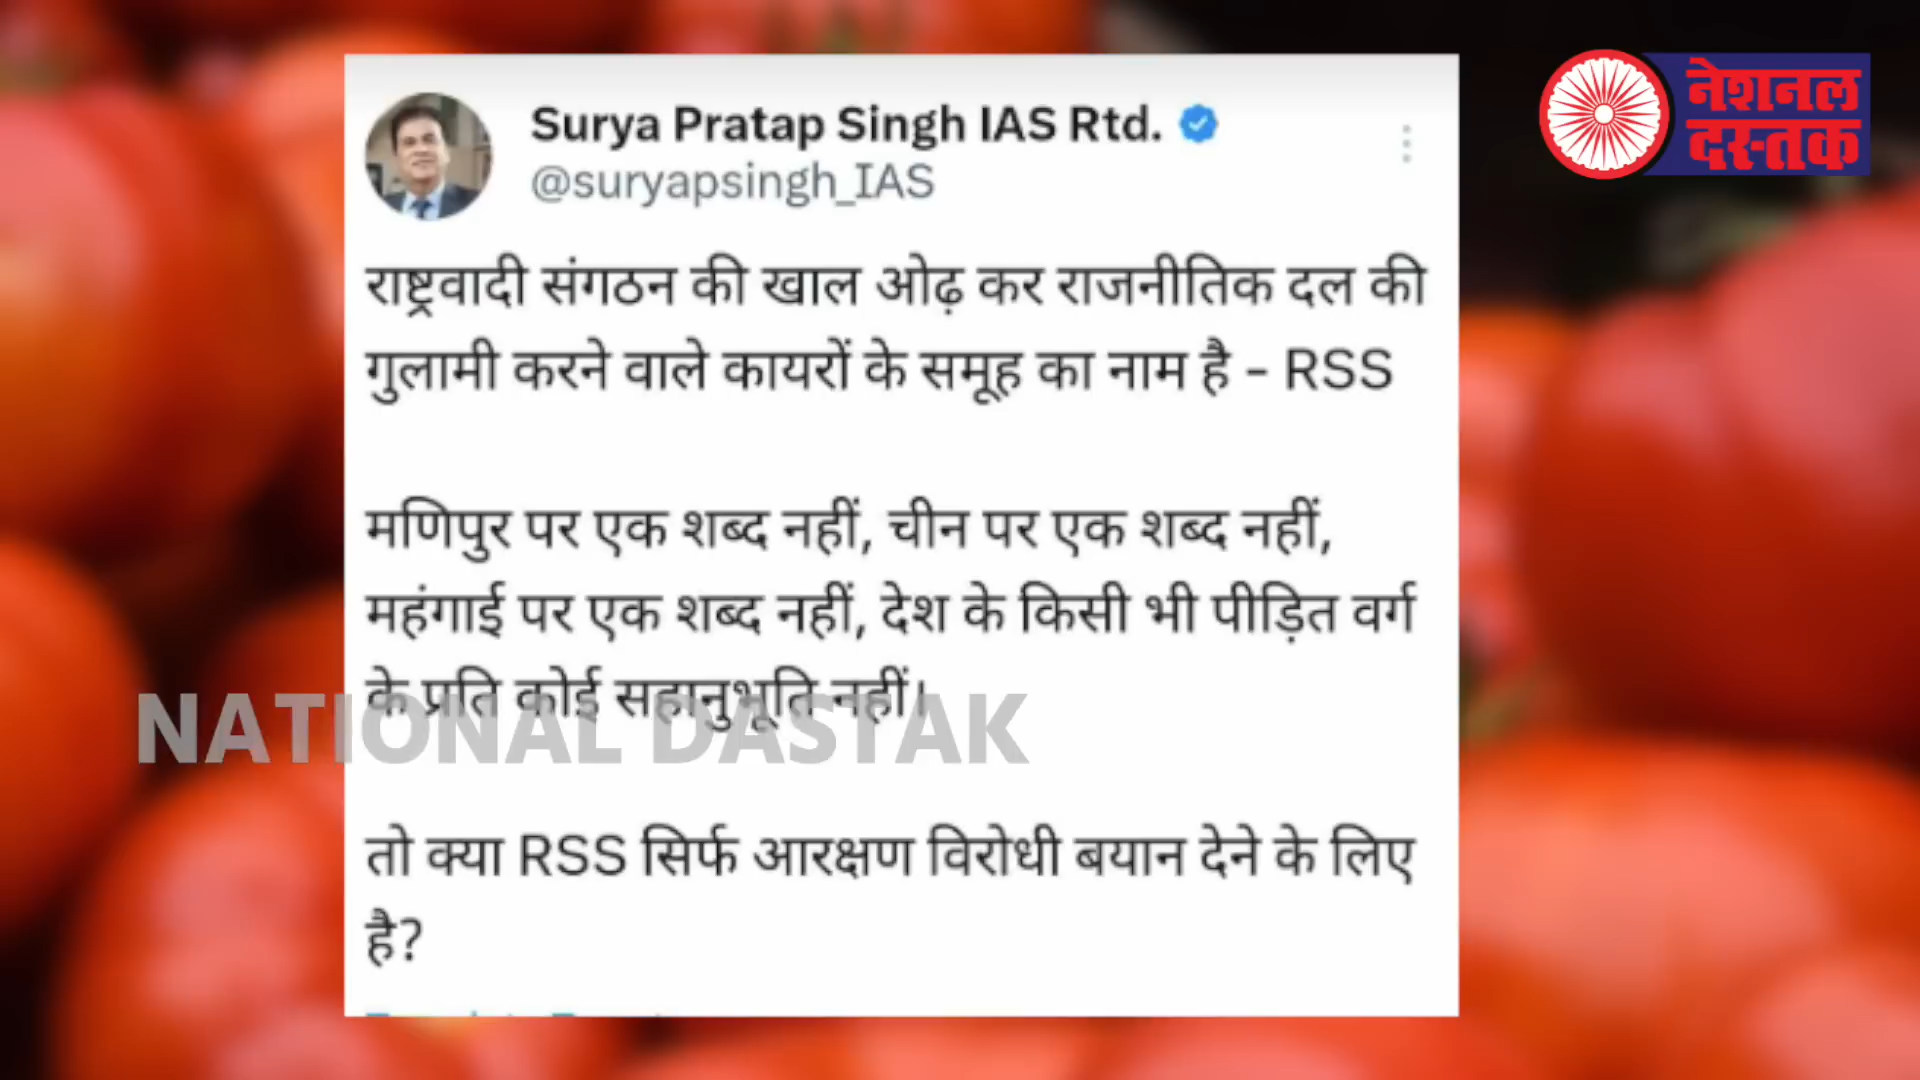 Surya Pratap Singh IAS Rtd.
@suryapsingh_IAS
नेशनल
दस्तक
राष्ट्रवादी संगठन की खाल ओढ़ कर राजनीतिक दल की
गुलामी करने वाले कायरों के समूह का नाम है - RSS
मणिपुर पर एक शब्द नहीं, चीन पर एक शब्द नहीं,
महंगाई पर एक शब्द नहीं, देश के किसी भी पीड़ित वर्ग
के प्रति कोई सहानुभूति नहीं।
NATIONAL DASTAK
तो क्या RSS सिर्फ आरक्षण विरोधी बयान देने के लिए
है?